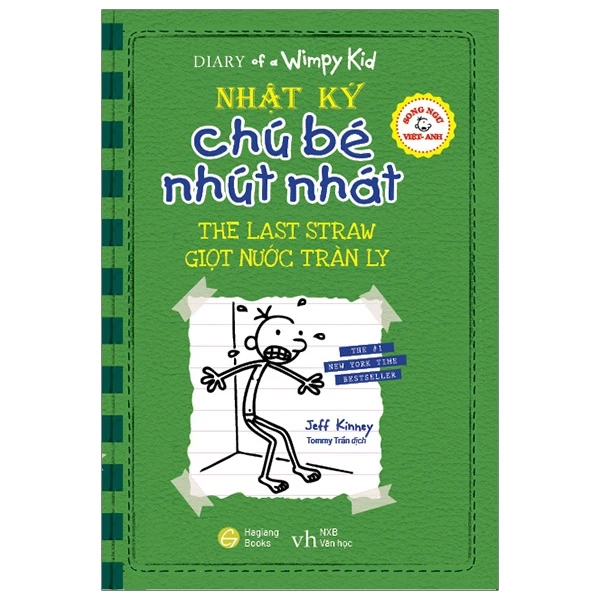 DIARY of a Wimpy Kid
NHẬT KÝ
chú bé
nhút nhát
SONG NGỮ
VIỆT - ANH
THE LAST STRAW
GIỌT NƯỚC TRÀN LY
THE #1
NEW YORK TIME
BESTSELLER
Jeff Kinney
Tommy Trần dịch
Hagiang
Books
vh
NXB
Văn học